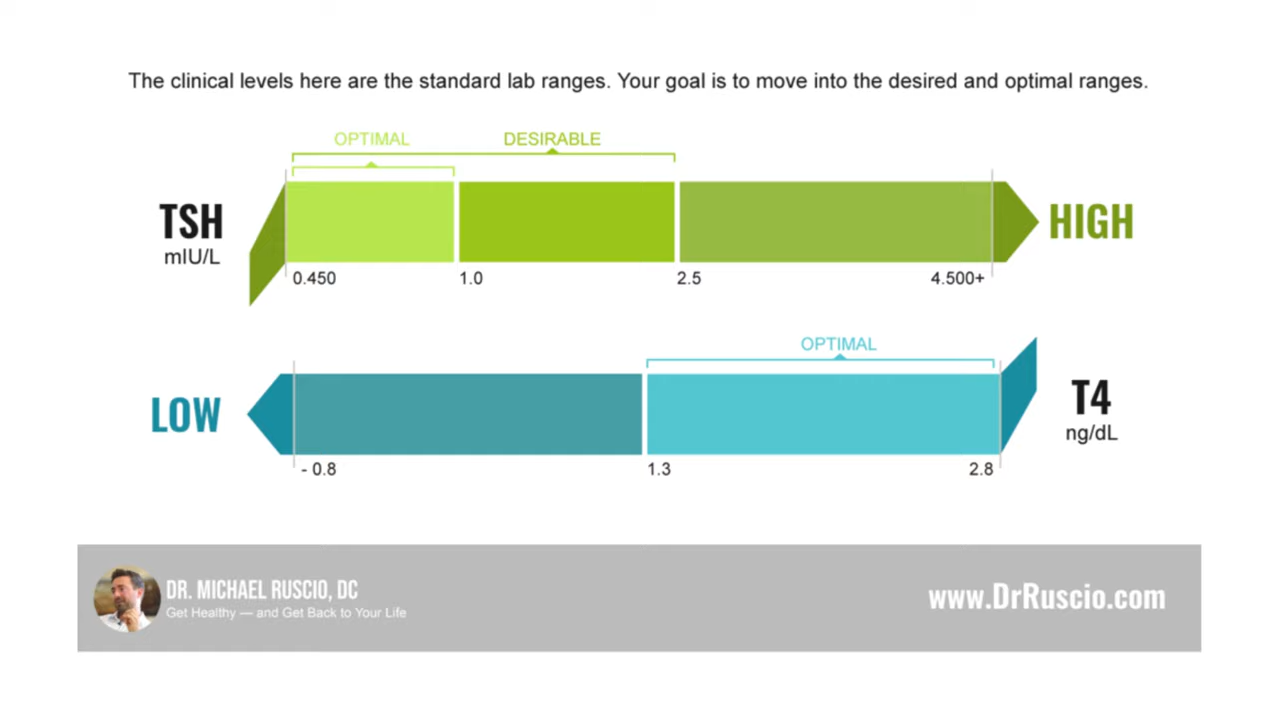 The clinical levels here are the standard lab ranges. Your goal is to move into the desired and optimal ranges.
OPTIMAL
DESIRABLE
TSH
mIU/L
HIGH
0.450
1.0
2.5
4.500+
OPTIMAL
LOW
T4
ng/dL
- 0.8
1.3
2.8
DR. MICHAEL RUSCIO, DC
Get Healthy — and Get Back to Your Life
www.DrRuscio.com